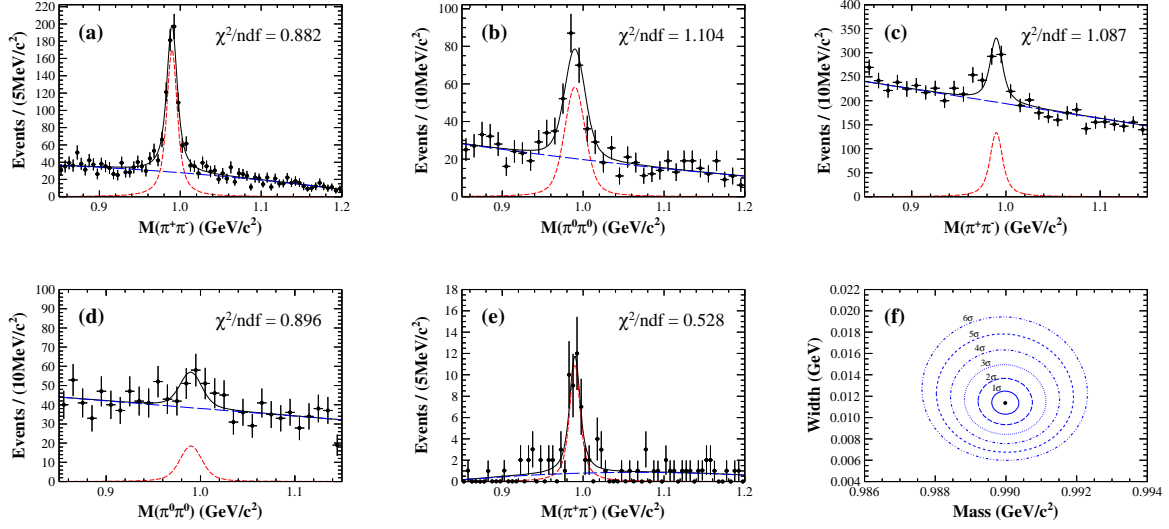 (a)
χ²/ndf = 0.882
Events / (5MeV/c²)
0 20 40 60 80 100 120 140 160 180 200 220
0.9 1.0 1.1 1.2
M(π⁺π⁻) (GeV/c²)
(b)
χ²/ndf = 1.104
Events / (10MeV/c²)
0 20 40 60 80 100
0.9 1.0 1.1 1.2
M(π⁰π⁰) (GeV/c²)
(c)
χ²/ndf = 1.087
Events / (10MeV/c²)
0 50 100 150 200 250 300 350 400
0.9 1.0 1.1
M(π⁺π⁻) (GeV/c²)
(d)
χ²/ndf = 0.896
Events / (10MeV/c²)
0 10 20 30 40 50 60 70 80 90 100
0.9 1.0 1.1
M(π⁰π⁰) (GeV/c²)
(e)
χ²/ndf = 0.528
Events / (5MeV/c²)
0 2 4 6 8 10 12 14 16 18
0.9 1.0 1.1 1.2
M(π⁺π⁻) (GeV/c²)
(f)
6σ
5σ
4σ
3σ
2σ
1σ
Width (GeV)
0.004 0.006 0.008 0.010 0.012 0.014 0.016 0.018 0.020 0.022
0.986 0.988 0.990 0.992 0.994
Mass (GeV/c²)